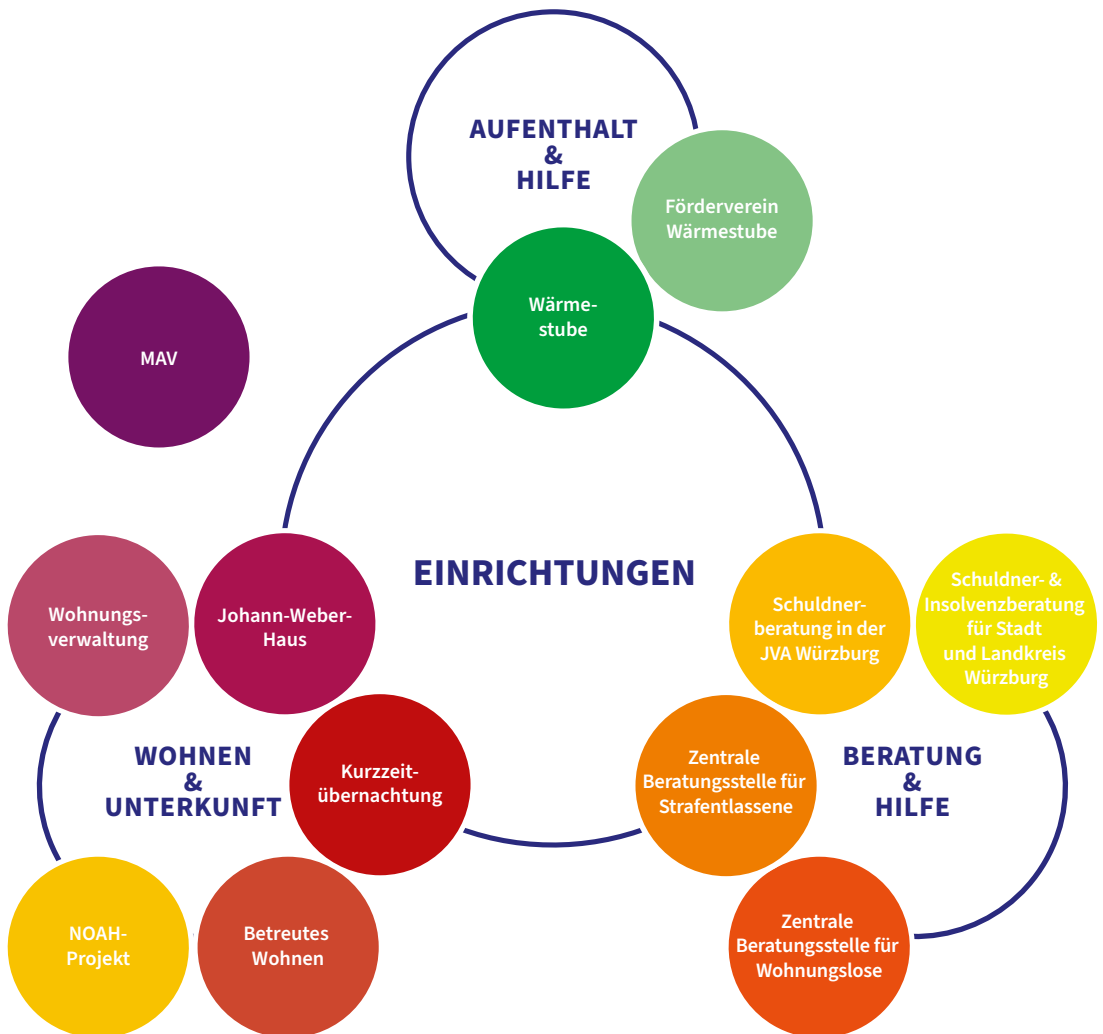 AUFENTHALT
&
HILFE
Förderverein
Wärmestube
Wärme-
stube
MAV
EINRICHTUNGEN
Wohnungs-
verwaltung
Johann-Weber-
Haus
Schuldner-
beratung in der
JVA Würzburg
Schuldner- &
Insolvenzberatung
für Stadt
und Landkreis
Würzburg
WOHNEN
&
UNTERKUNFT
Kurzzeit-
übernachtung
Zentrale
Beratungsstelle für
Strafentlassene
BERATUNG
&
HILFE
NOAH-
Projekt
Betreutes
Wohnen
Zentrale
Beratungsstelle für
Wohnungslose